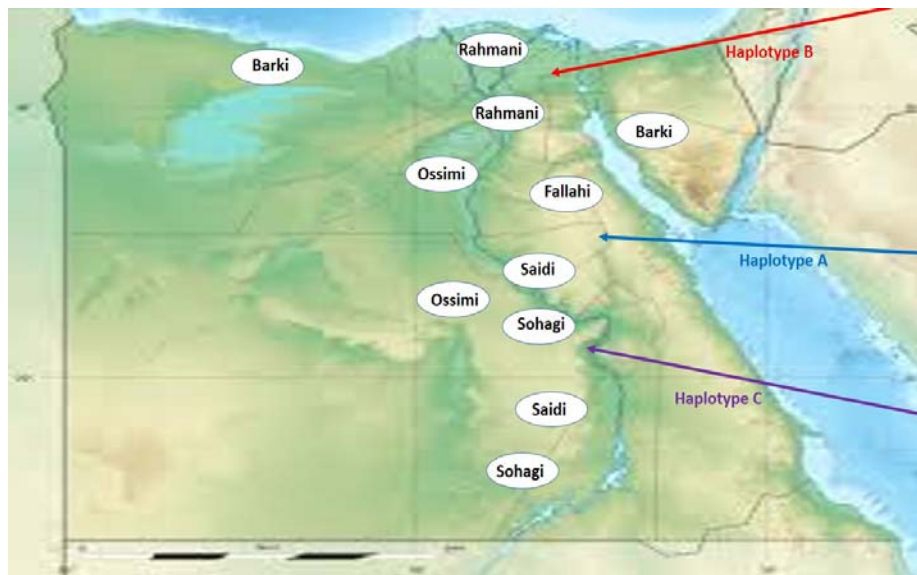 Rahmani
Haplotype B
Barki
Rahmani
Barki
Ossimi
Fallahi
Haplotype A
Saidi
Ossimi
Sohagi
Haplotype C
Saidi
Sohagi